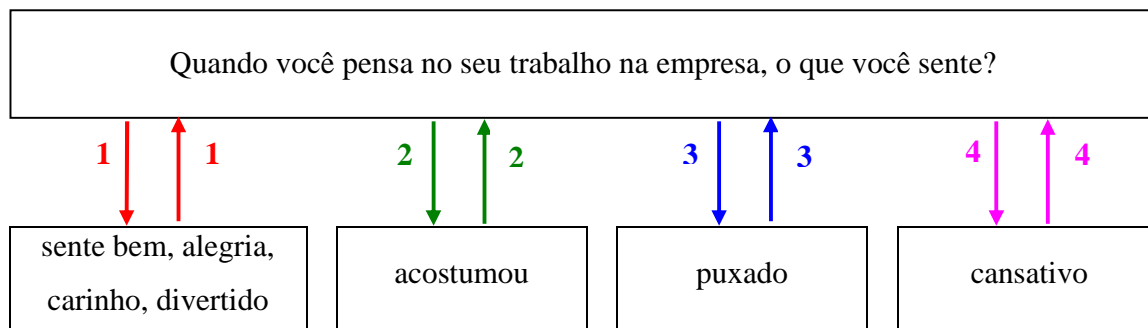 Quando você pensa no seu trabalho na empresa, o que você sente?
1 1 2 2 3 3 4 4
sente bem, alegria,
carinho, divertido
acostumou
puxado
cansativo